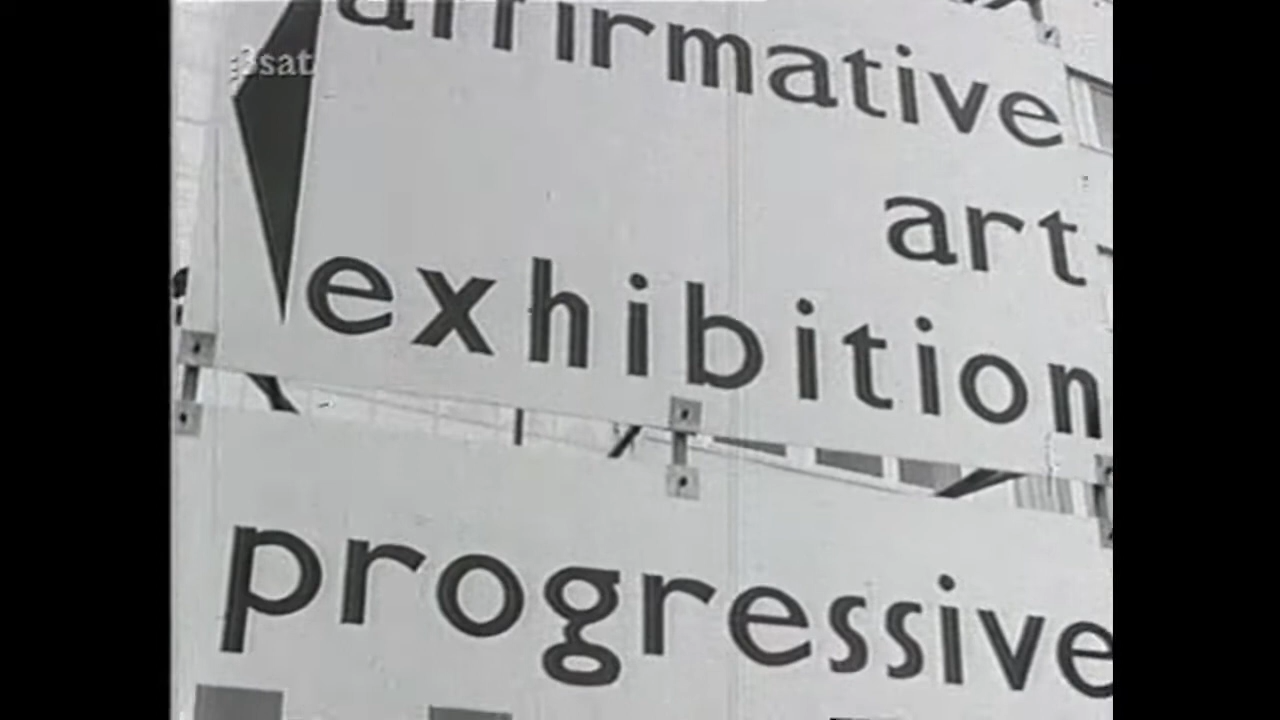 3sat
affirmative
art-
exhibition
progressive